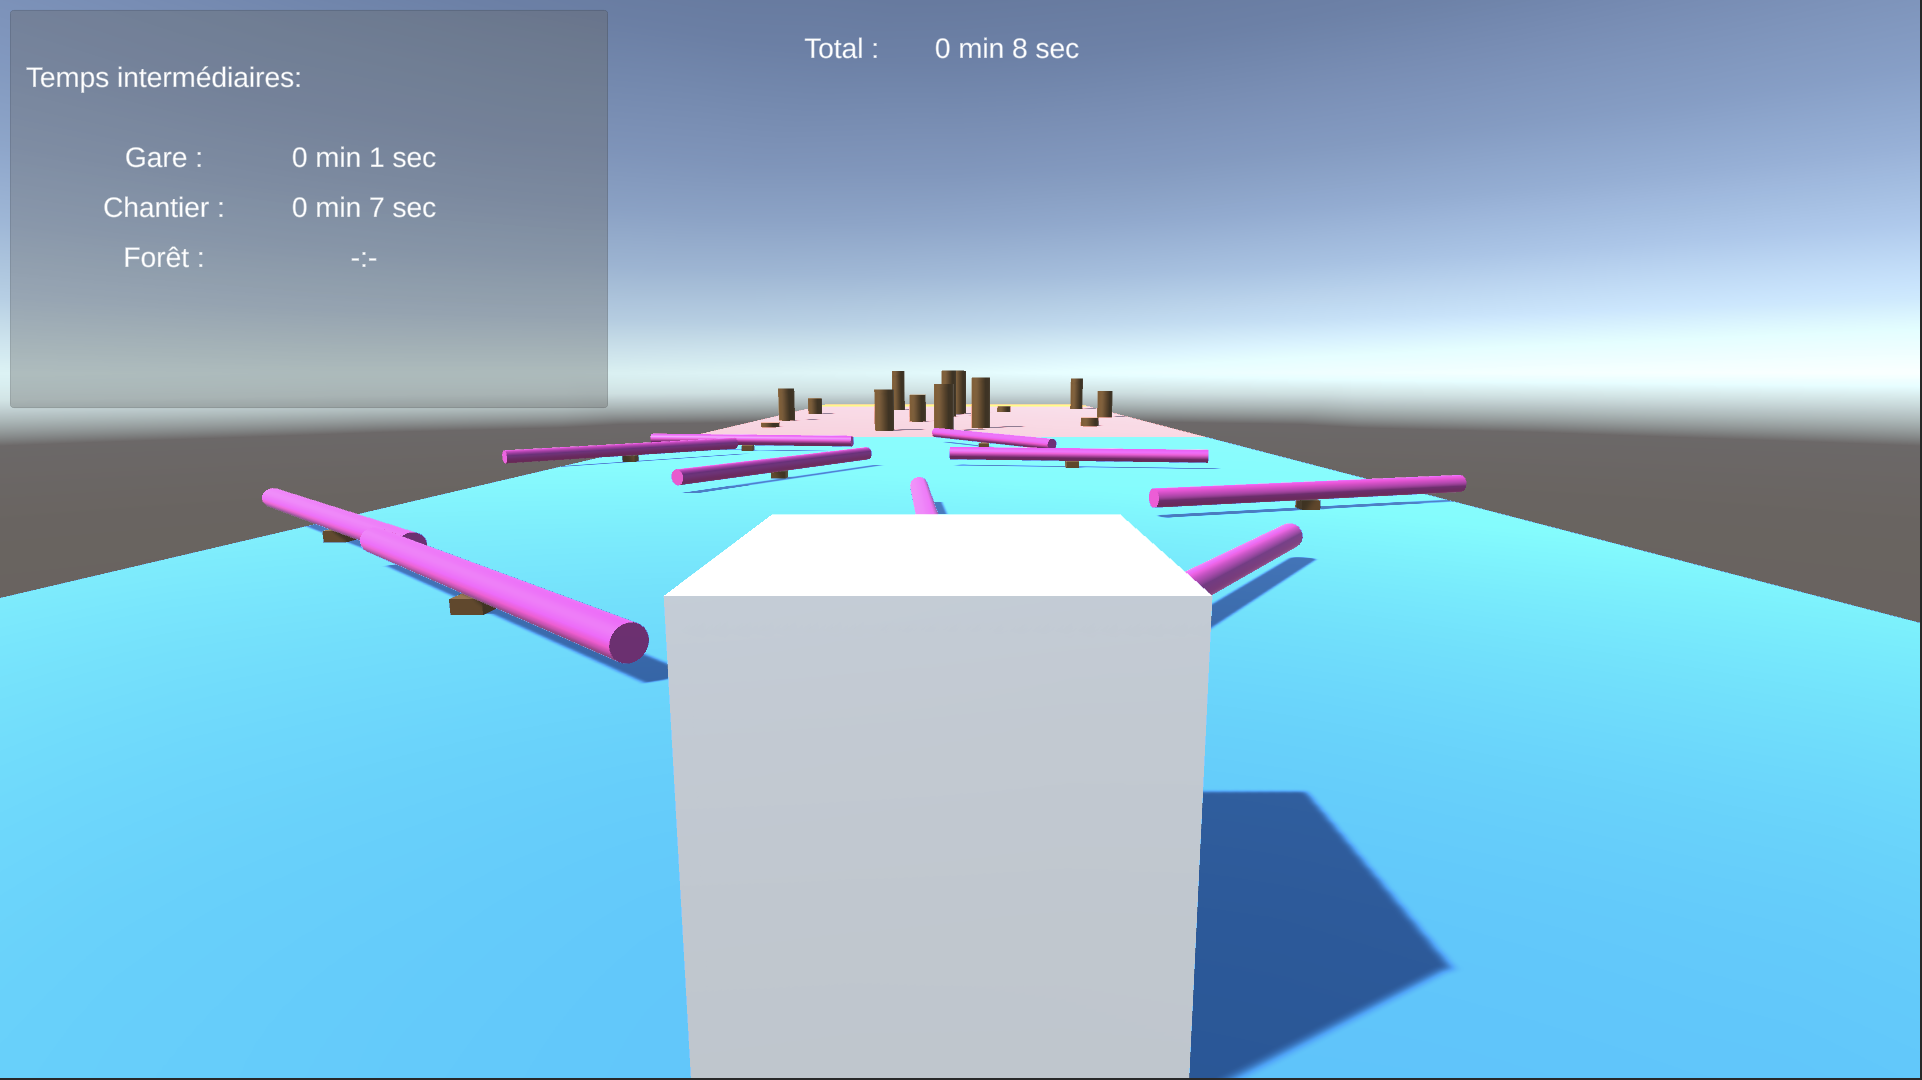 Total : 0 min 8 sec
Temps intermédiaires:
Gare : 0 min 1 sec
Chantier : 0 min 7 sec
Forêt : -:-